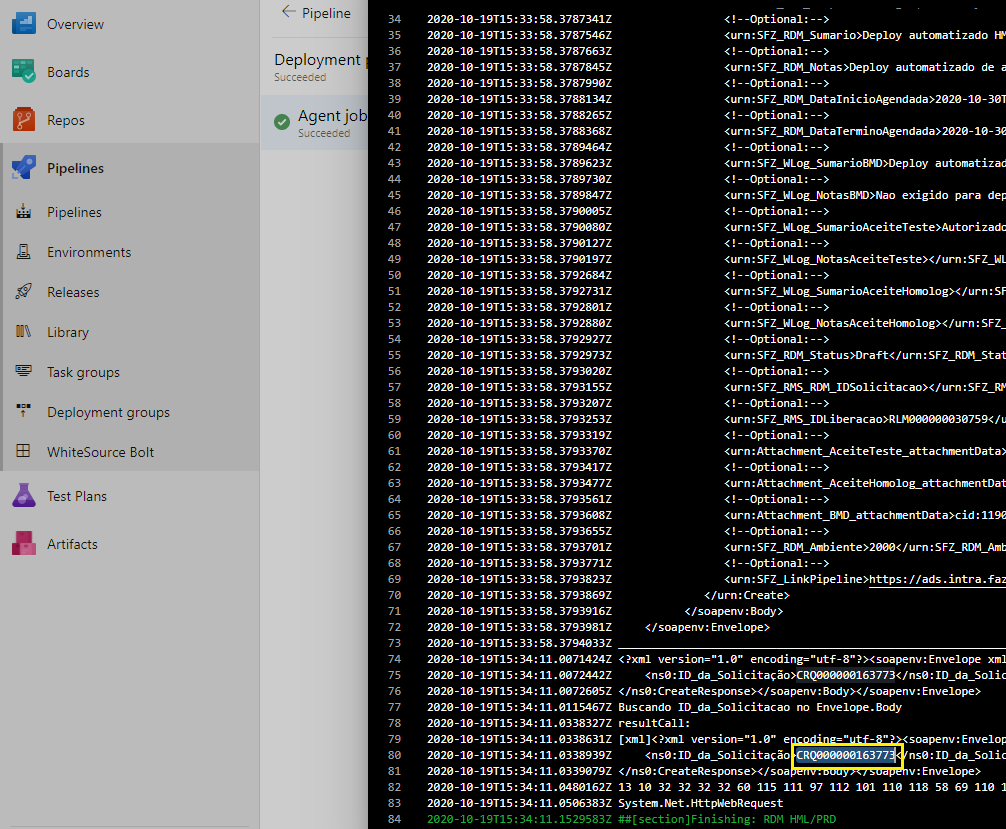 Overview
Boards
Repos
Pipelines
Pipelines
Environments
Releases
Library
Task groups
Deployment groups
WhiteSource Bolt
Test Plans
Artifacts
Pipeline
Deployment
Succeeded
Agent job
Succeeded
34 2020-10-19T15:33:58.3787341Z <!--Optional:-->
35 2020-10-19T15:33:58.3787546Z <urn:SFZ_RDM_Sumario>Deploy automatizado HM
36 2020-10-19T15:33:58.3787663Z <!--Optional:-->
37 2020-10-19T15:33:58.3787845Z <urn:SFZ_RDM_Notas>Deploy automatizado de a
38 2020-10-19T15:33:58.3787990Z <!--Optional:-->
39 2020-10-19T15:33:58.3788134Z <urn:SFZ_RDM_DataInicioAgendada>2020-10-30T
40 2020-10-19T15:33:58.3788265Z <!--Optional:-->
41 2020-10-19T15:33:58.3788368Z <urn:SFZ_RDM_DataTerminoAgendada>2020-10-30
42 2020-10-19T15:33:58.3789464Z <!--Optional:-->
43 2020-10-19T15:33:58.3789623Z <urn:SFZ_WLog_SumarioBMD>Deploy automatizad
44 2020-10-19T15:33:58.3789730Z <!--Optional:-->
45 2020-10-19T15:33:58.3789847Z <urn:SFZ_WLog_NotasBMD>Nao exigido para dep
46 2020-10-19T15:33:58.3790005Z <!--Optional:-->
47 2020-10-19T15:33:58.3790080Z <urn:SFZ_WLog_SumarioAceiteTeste>Autorizado
48 2020-10-19T15:33:58.3790127Z <!--Optional:-->
49 2020-10-19T15:33:58.3790197Z <urn:SFZ_WLog_NotasAceiteTeste></urn:SFZ_WL
50 2020-10-19T15:33:58.3792684Z <!--Optional:-->
51 2020-10-19T15:33:58.3792731Z <urn:SFZ_WLog_SumarioAceiteHomolog></urn:SF
52 2020-10-19T15:33:58.3792801Z <!--Optional:-->
53 2020-10-19T15:33:58.3792880Z <urn:SFZ_WLog_NotasAceiteHomolog></urn:SFZ_
54 2020-10-19T15:33:58.3792927Z <!--Optional:-->
55 2020-10-19T15:33:58.3792973Z <urn:SFZ_RDM_Status>Draft</urn:SFZ_RDM_Stat
56 2020-10-19T15:33:58.3793020Z <!--Optional:-->
57 2020-10-19T15:33:58.3793155Z <urn:SFZ_RMS_RDM_IDSolicitacao></urn:SFZ_RM
58 2020-10-19T15:33:58.3793207Z <!--Optional:-->
59 2020-10-19T15:33:58.3793253Z <urn:SFZ_RMS_IDLiberacao>RLM000000030759</u
60 2020-10-19T15:33:58.3793319Z <!--Optional:-->
61 2020-10-19T15:33:58.3793370Z <urn:Attachment_AceiteTeste_attachmentData>
62 2020-10-19T15:33:58.3793417Z <!--Optional:-->
63 2020-10-19T15:33:58.3793477Z <urn:Attachment_AceiteHomolog_attachmentDat
64 2020-10-19T15:33:58.3793561Z <!--Optional:-->
65 2020-10-19T15:33:58.3793608Z <urn:Attachment_BMD_attachmentData>cid:1190
66 2020-10-19T15:33:58.3793655Z <!--Optional:-->
67 2020-10-19T15:33:58.3793701Z <urn:SFZ_RDM_Ambiente>2000</urn:SFZ_RDM_Amb
68 2020-10-19T15:33:58.3793771Z <!--Optional:-->
69 2020-10-19T15:33:58.3793823Z <urn:SFZ_LinkPipeline>https://ads.intra.faz
70 2020-10-19T15:33:58.3793869Z </urn:Create>
71 2020-10-19T15:33:58.3793916Z </soapenv:Body>
72 2020-10-19T15:33:58.3793981Z </soapenv:Envelope>
73 2020-10-19T15:33:58.3794033Z
74 2020-10-19T15:34:11.0071424Z <?xml version="1.0" encoding="utf-8"?><soapenv:Envelope xml
75 2020-10-19T15:34:11.0072442Z <ns0:ID_da_Solicitação>CRQ000000163773</ns0:ID_da_Solic
76 2020-10-19T15:34:11.0072605Z </ns0:CreateResponse></soapenv:Body></soapenv:Envelope>
77 2020-10-19T15:34:11.0115467Z Buscando ID_da_Solicitacao no Envelope.Body
78 2020-10-19T15:34:11.0338327Z resultCall:
79 2020-10-19T15:34:11.0338631Z [xml]<?xml version="1.0" encoding="utf-8"?><soapenv:Envelop
80 2020-10-19T15:34:11.0338939Z <ns0:ID_da_Solicitação>CRQ000000163773</ns0:ID_da_Solic
81 2020-10-19T15:34:11.0339079Z </ns0:CreateResponse></soapenv:Body></soapenv:Envelope>
82 2020-10-19T15:34:11.0480162Z 13 10 32 32 32 32 60 115 111 97 112 101 110 118 58 69 110 1
83 2020-10-19T15:34:11.0506383Z System.Net.HttpWebRequest
84 2020-10-19T15:34:11.1529583Z ##[section]Finishing: RDM HML/PRD